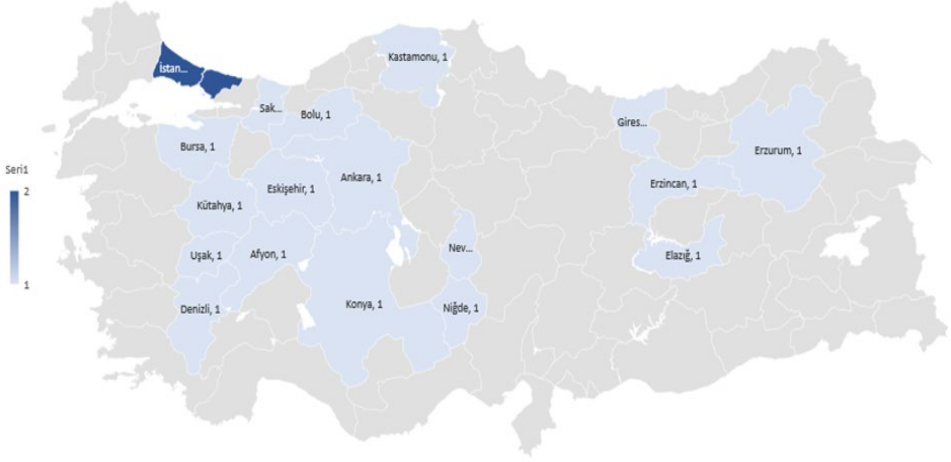 Kastamonu, 1
İstan...
Sak...
Bolu, 1
Gires...
Bursa, 1
Erzurum, 1
Seri1
Ankara, 1
Eskişehir, 1
Erzincan, 1
2
Kütahya, 1
Nev...
Uşak, 1
Afyon, 1
Elazığ, 1
1
Denizli, 1
Konya, 1
Niğde, 1